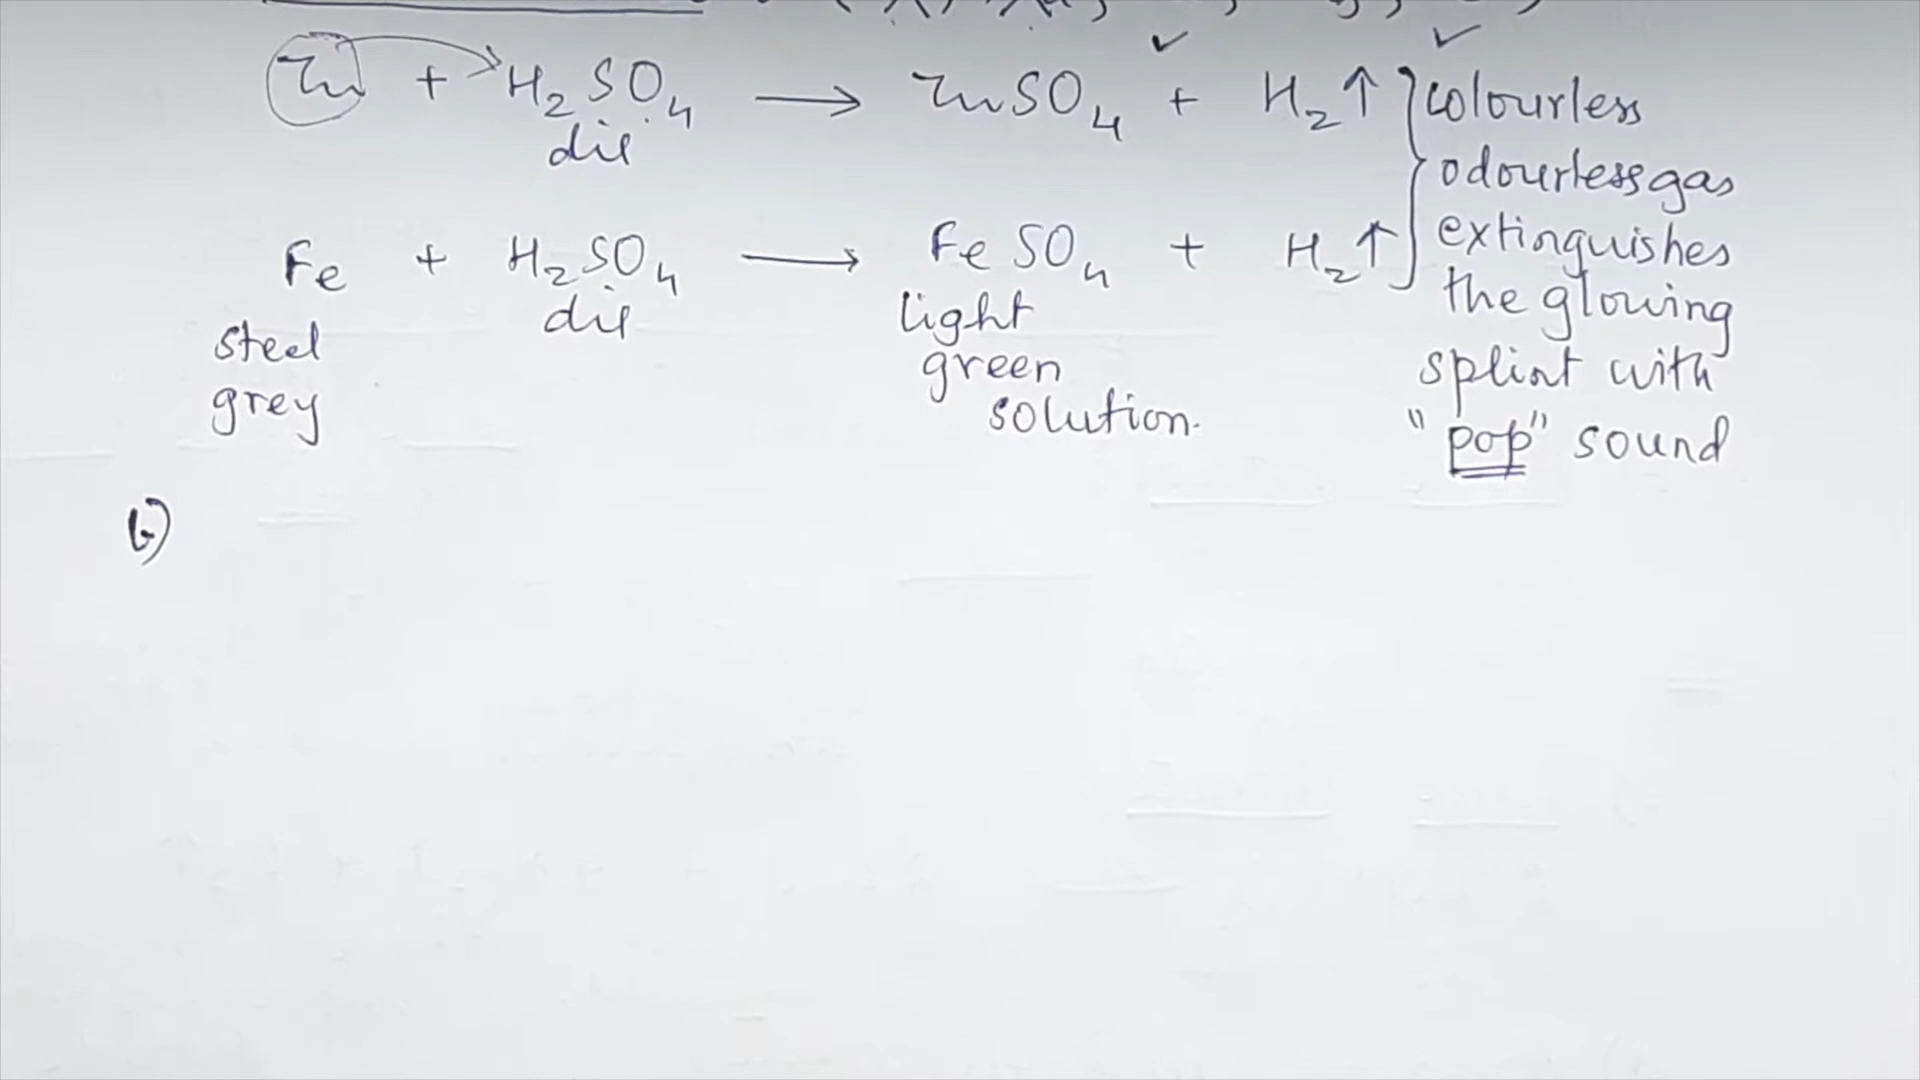 Zn + H₂SO₄ → ZnSO₄ + H₂↑ } colourless
dil
odourless gas
Fe + H₂SO₄ → FeSO₄ + H₂↑ extinguishes
dil
light
the glowing
steel
green
splint with
grey
solution.
"pop" sound
b)